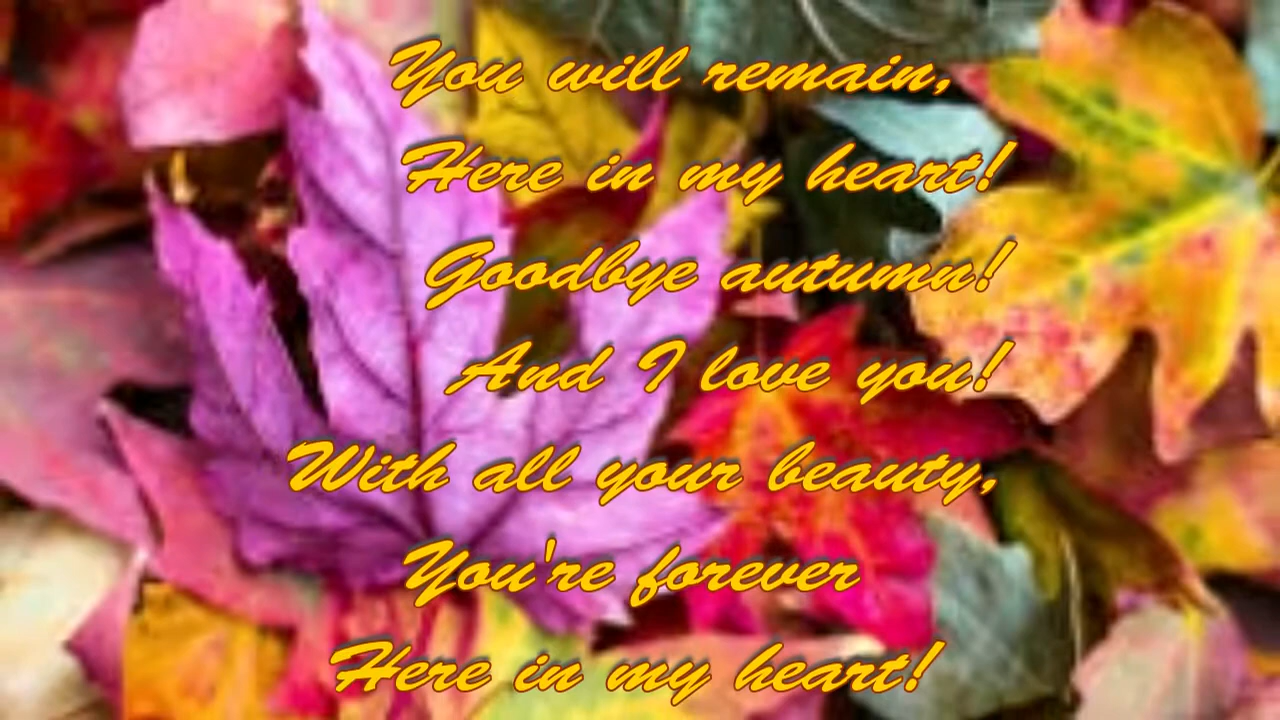 You will remain,
Here in my heart!
Goodbye autumn!
And I love you!
With all your beauty,
You're forever
Here in my heart!